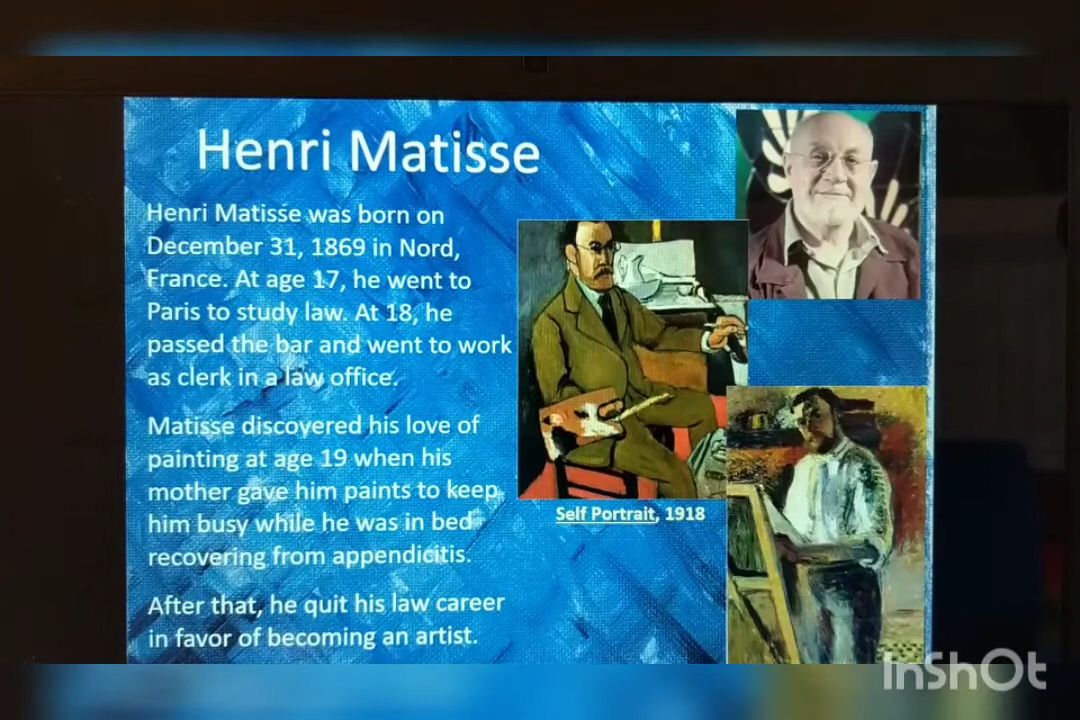 Henri Matisse
Henri Matisse was born on
December 31, 1869 in Nord,
France. At age 17, he went to
Paris to study law. At 18, he
passed the bar and went to work
as clerk in a law office.
Matisse discovered his love of
painting at age 19 when his
mother gave him paints to keep
him busy while he was in bed
recovering from appendicitis.
After that, he quit his law career
in favor of becoming an artist.
Self Portrait, 1918
InShOt